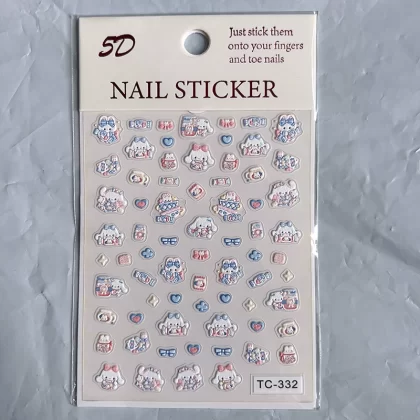 5D
Just stick them
onto your fingers
and toe nails
NAIL STICKER
TC-332